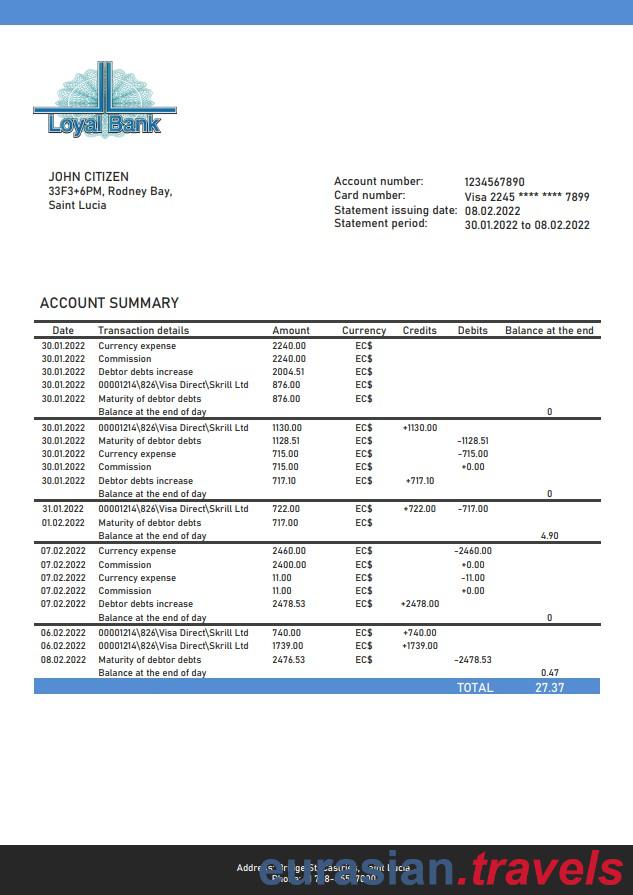 Loyal Bank
JOHN CITIZEN
33F3+6PM, Rodney Bay,
Saint Lucia
Account number: 1234567890
Card number: Visa 2245 **** **** 7899
Statement issuing date: 08.02.2022
Statement period: 30.01.2022 to 08.02.2022
ACCOUNT SUMMARY
Date Transaction details Amount Currency Credits Debits Balance at the end
30.01.2022 Currency expense 2240.00 EC$
30.01.2022 Commission 2240.00 EC$
30.01.2022 Debtor debts increase 2004.51 EC$
30.01.2022 00001214\826\Visa Direct\Skrill Ltd 876.00 EC$
30.01.2022 Maturity of debtor debts 876.00 EC$
Balance at the end of day 0
30.01.2022 00001214\826\Visa Direct\Skrill Ltd 1130.00 EC$ +1130.00
30.01.2022 Maturity of debtor debts 1128.51 EC$ -1128.51
30.01.2022 Currency expense 715.00 EC$ -715.00
30.01.2022 Commission 715.00 EC$ +0.00
30.01.2022 Debtor debts increase 717.10 EC$ +717.10
Balance at the end of day 0
31.01.2022 00001214\826\Visa Direct\Skrill Ltd 722.00 EC$ +722.00 -717.00
01.02.2022 Maturity of debtor debts 717.00 EC$
Balance at the end of day 4.90
07.02.2022 Currency expense 2460.00 EC$ -2460.00
07.02.2022 Commission 2400.00 EC$ +0.00
07.02.2022 Currency expense 11.00 EC$ -11.00
07.02.2022 Commission 11.00 EC$ +0.00
07.02.2022 Debtor debts increase 2478.53 EC$ +2478.00
Balance at the end of day 0
06.02.2022 00001214\826\Visa Direct\Skrill Ltd 740.00 EC$ +740.00
06.02.2022 00001214\826\Visa Direct\Skrill Ltd 1739.00 EC$ +1739.00
08.02.2022 Maturity of debtor debts 2476.53 EC$ -2478.53
Balance at the end of day 0.47
TOTAL 27.37
Address: Bridge St, Castries, Saint Lucia
Phone:
eurasian.travels